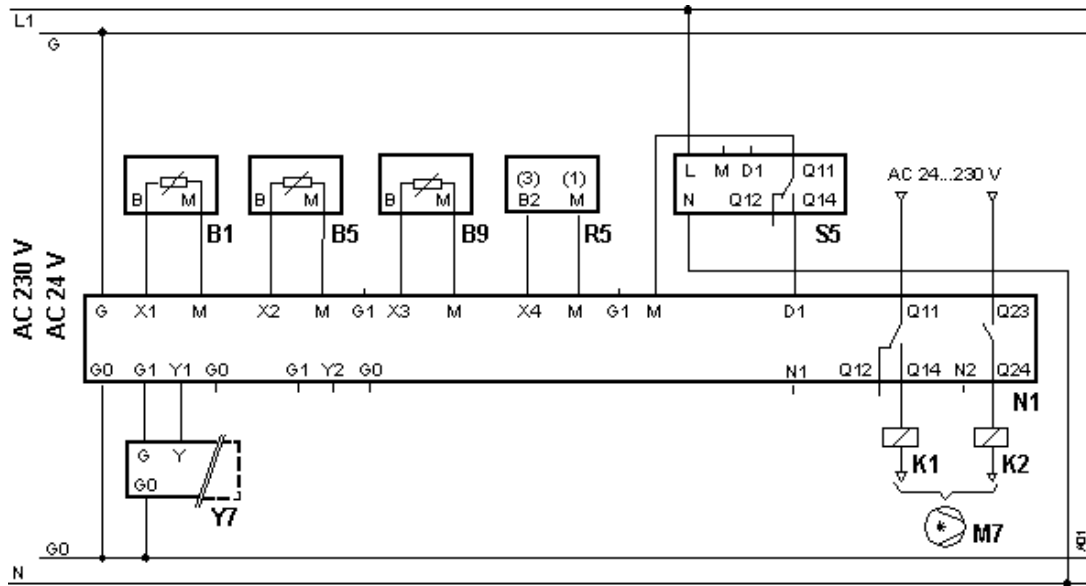 L1
G
AC 24...230 V
B M B1
B M B5
B M B9
(3) (1)
B2 M R5
L M D1 Q11
N Q12 Q14 S5
AC 230 V
AC 24 V
G X1 M X2 M G1 X3 M X4 M G1 M D1 Q11 Q23
G0 G1 Y1 G0 G1 Y2 G0 N1 Q12 Q14 N2 Q24
N1
G Y
G0
Y7
K1 K2
M7
G0
N